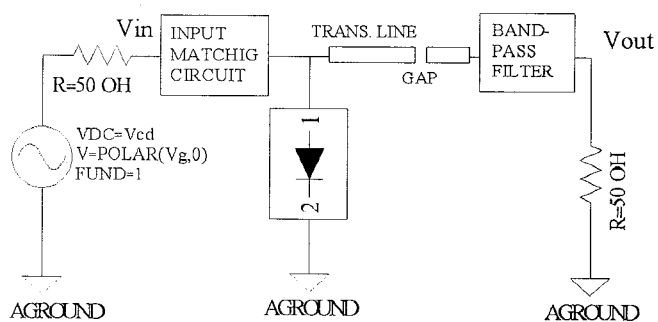 Vin
INPUT
MATCHIG
CIRCUIT
TRANS. LINE
GAP
BAND-
PASS
FILTER
Vout
R=50 OH
VDC=Vcd
V=POLAR(Vg,0)
FUND=1
1
2
R=50 OH
AGROUND
AGROUND
AGROUND